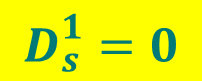 $D_s^1 = 0$